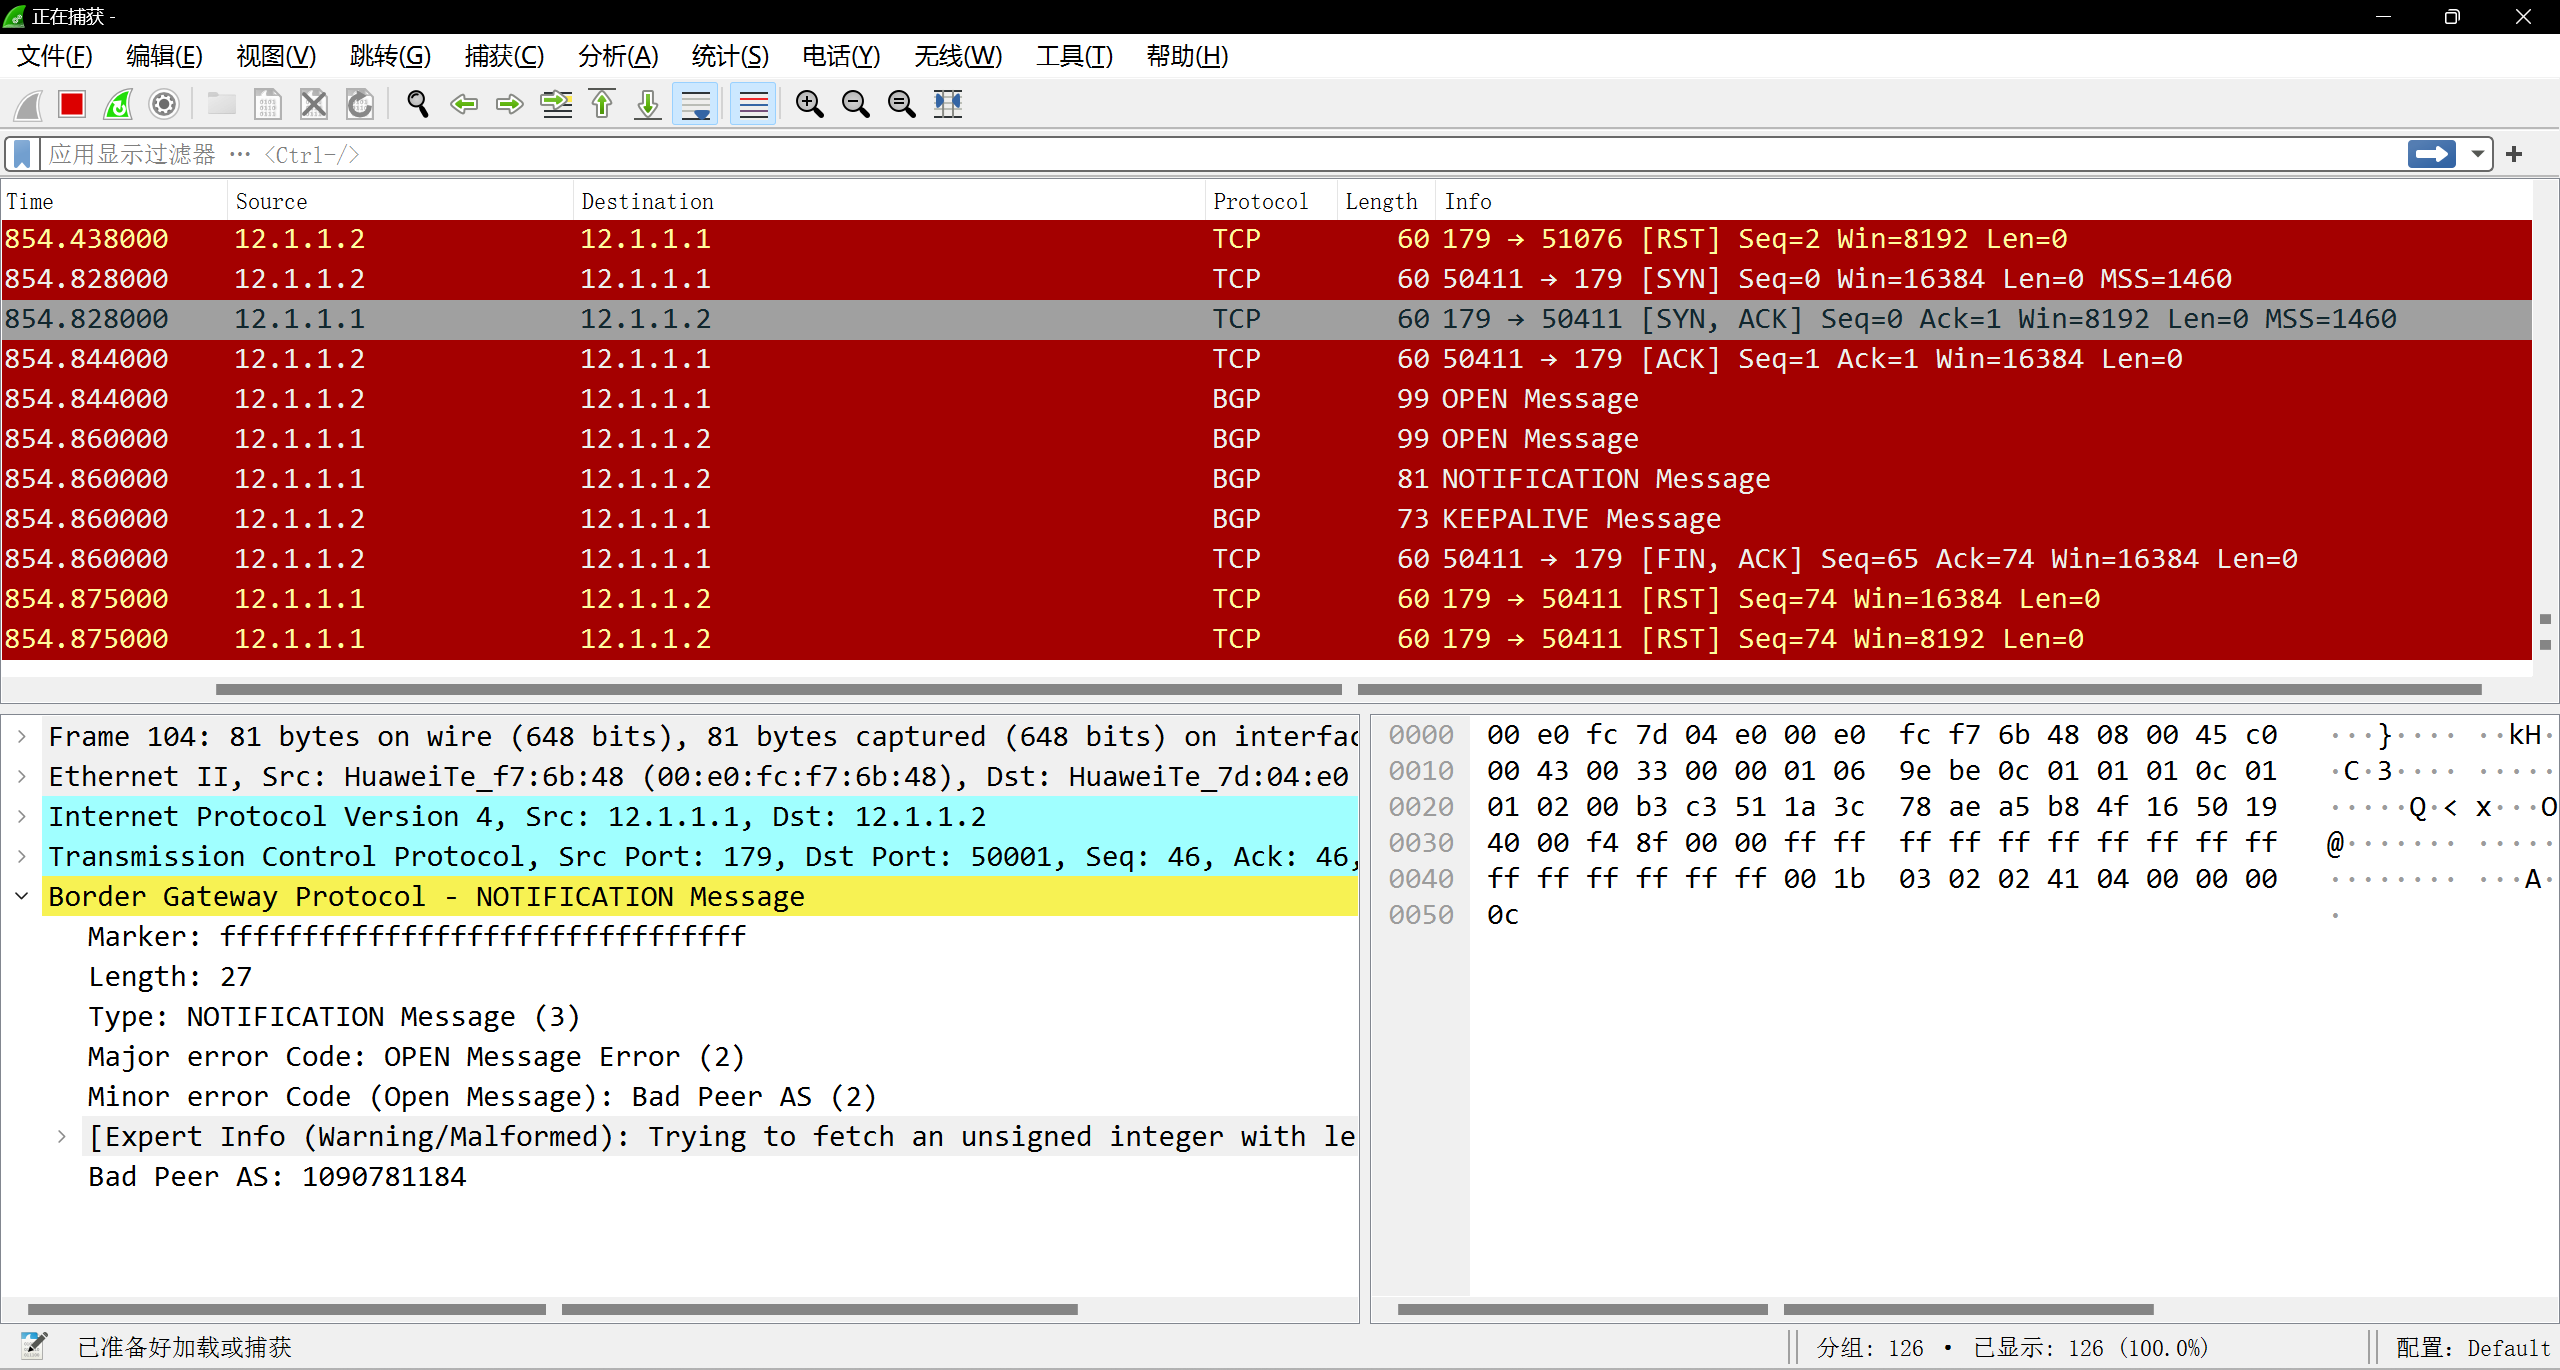 正在捕获 -
文件(F) 编辑(E) 视图(V) 跳转(G) 捕获(C) 分析(A) 统计(S) 电话(Y) 无线(W) 工具(T) 帮助(H)
应用显示过滤器 … <Ctrl-/>
Time Source Destination Protocol Length Info
854.438000 12.1.1.2 12.1.1.1 TCP 60 179 → 51076 [RST] Seq=2 Win=8192 Len=0
854.828000 12.1.1.2 12.1.1.1 TCP 60 50411 → 179 [SYN] Seq=0 Win=16384 Len=0 MSS=1460
854.828000 12.1.1.1 12.1.1.2 TCP 60 179 → 50411 [SYN, ACK] Seq=0 Ack=1 Win=8192 Len=0 MSS=1460
854.844000 12.1.1.2 12.1.1.1 TCP 60 50411 → 179 [ACK] Seq=1 Ack=1 Win=16384 Len=0
854.844000 12.1.1.2 12.1.1.1 BGP 99 OPEN Message
854.860000 12.1.1.1 12.1.1.2 BGP 99 OPEN Message
854.860000 12.1.1.1 12.1.1.2 BGP 81 NOTIFICATION Message
854.860000 12.1.1.2 12.1.1.1 BGP 73 KEEPALIVE Message
854.860000 12.1.1.2 12.1.1.1 TCP 60 50411 → 179 [FIN, ACK] Seq=65 Ack=74 Win=16384 Len=0
854.875000 12.1.1.1 12.1.1.2 TCP 60 179 → 50411 [RST] Seq=74 Win=16384 Len=0
854.875000 12.1.1.1 12.1.1.2 TCP 60 179 → 50411 [RST] Seq=74 Win=8192 Len=0
Frame 104: 81 bytes on wire (648 bits), 81 bytes captured (648 bits) on interfac
Ethernet II, Src: HuaweiTe_f7:6b:48 (00:e0:fc:f7:6b:48), Dst: HuaweiTe_7d:04:e0
Internet Protocol Version 4, Src: 12.1.1.1, Dst: 12.1.1.2
Transmission Control Protocol, Src Port: 179, Dst Port: 50001, Seq: 46, Ack: 46,
Border Gateway Protocol - NOTIFICATION Message
Marker: ffffffffffffffffffffffffffffffff
Length: 27
Type: NOTIFICATION Message (3)
Major error Code: OPEN Message Error (2)
Minor error Code (Open Message): Bad Peer AS (2)
[Expert Info (Warning/Malformed): Trying to fetch an unsigned integer with le
Bad Peer AS: 1090781184
0000 00 e0 fc 7d 04 e0 00 e0 fc f7 6b 48 08 00 45 c0 ···}···· ··kH·
0010 00 43 00 33 00 00 01 06 9e be 0c 01 01 01 0c 01 ·C·3···· ·····
0020 01 02 00 b3 c3 51 1a 3c 78 ae a5 b8 4f 16 50 19 ·····Q·< x···O
0030 40 00 f4 8f 00 00 ff ff ff ff ff ff ff ff ff ff @······· ·····
0040 ff ff ff ff ff ff 00 1b 03 02 02 41 04 00 00 00 ········ ···A·
0050 0c ·
已准备好加载或捕获 分组: 126 · 已显示: 126 (100.0%) 配置: Default